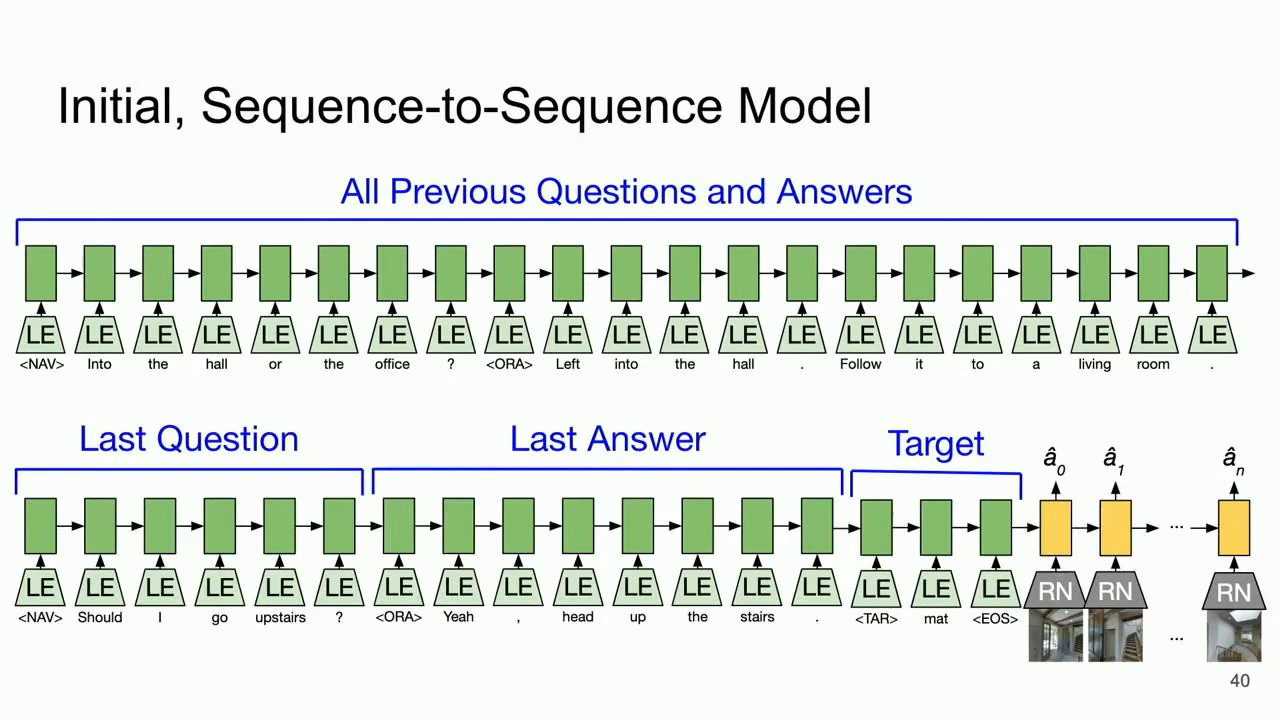 Initial, Sequence-to-Sequence Model
All Previous Questions and Answers
LE LE LE LE LE LE LE LE LE LE LE LE LE LE LE LE LE LE LE LE LE
<NAV> Into the hall or the office ? <ORA> Left into the hall . Follow it to a living room .
Last Question Last Answer Target
â0 â1 ân
...
LE LE LE LE LE LE LE LE LE LE LE LE LE LE LE LE LE RN RN RN
<NAV> Should I go upstairs ? <ORA> Yeah , head up the stairs . <TAR> mat <EOS>
...
40